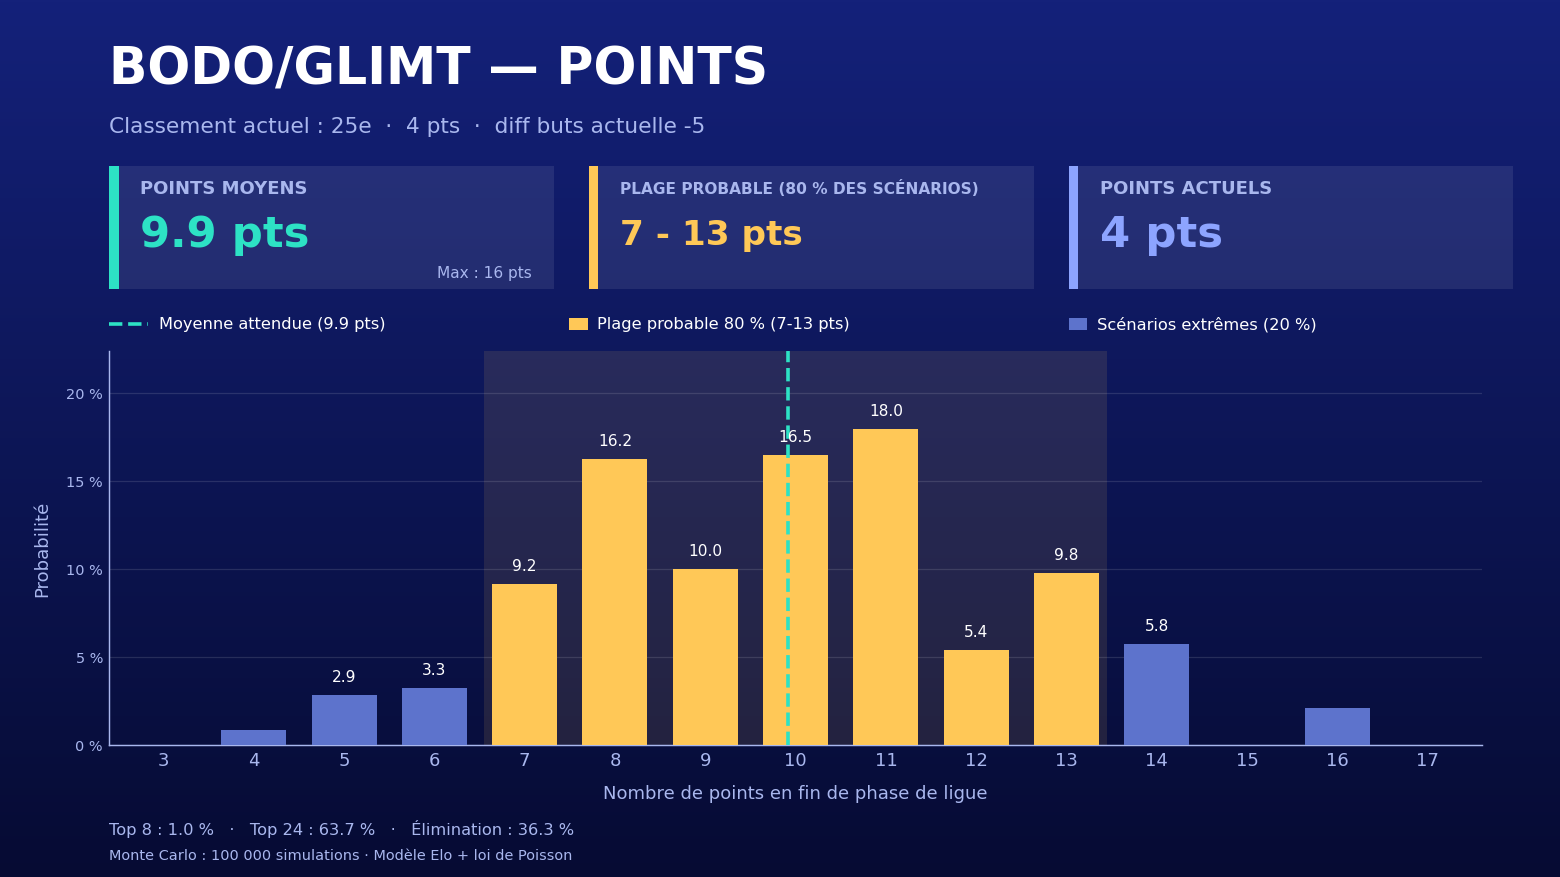 BODO/GLIMT — POINTS
Classement actuel : 25e · 4 pts · diff buts actuelle -5
POINTS MOYENS
9.9 pts
Max : 16 pts
PLAGE PROBABLE (80 % DES SCÉNARIOS)
7 - 13 pts
POINTS ACTUELS
4 pts
Moyenne attendue (9.9 pts)
Plage probable 80 % (7-13 pts)
Scénarios extrêmes (20 %)
Probabilité
20 %
15 %
10 %
5 %
0 %
2.9
3.3
9.2
16.2
10.0
16.5
18.0
5.4
9.8
5.8
3 4 5 6 7 8 9 10 11 12 13 14 15 16 17
Nombre de points en fin de phase de ligue
Top 8 : 1.0 % · Top 24 : 63.7 % · Élimination : 36.3 %
Monte Carlo : 100 000 simulations · Modèle Elo + loi de Poisson